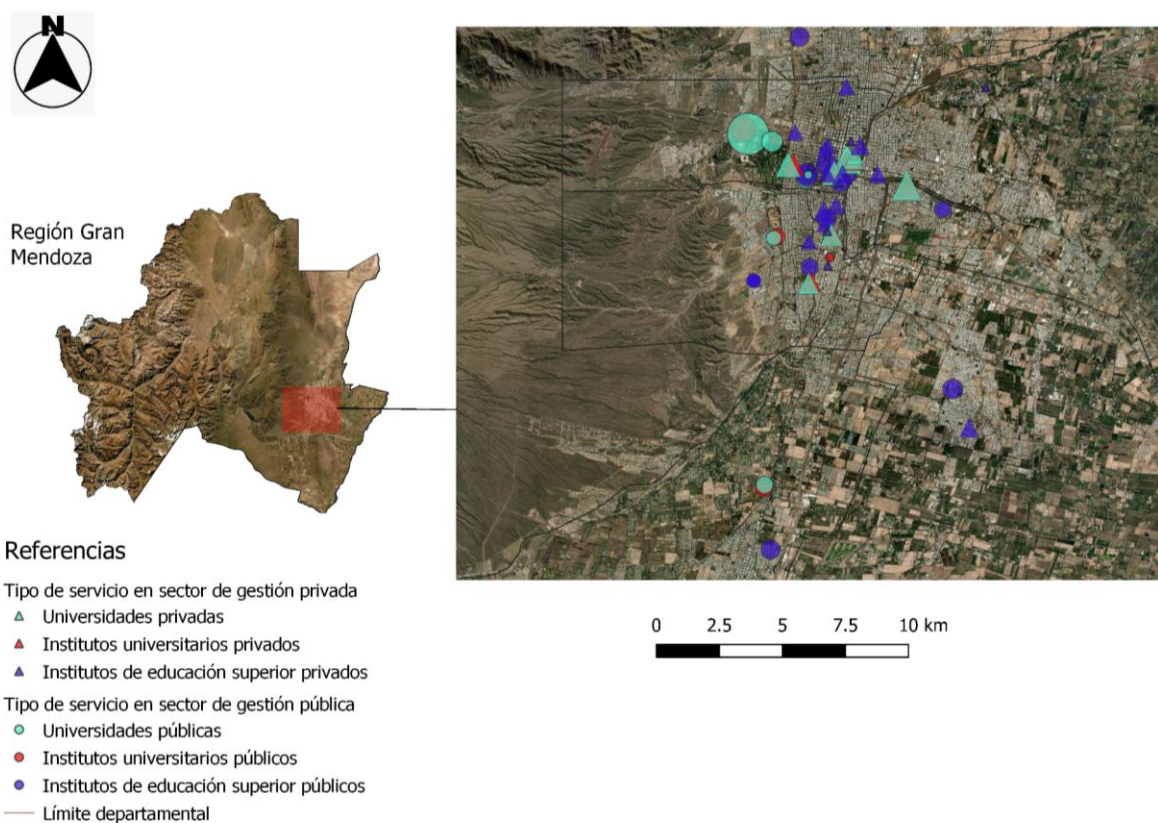 N
Región Gran
Mendoza
Referencias
Tipo de servicio en sector de gestión privada
Universidades privadas
Institutos universitarios privados
Institutos de educación superior privados
Tipo de servicio en sector de gestión pública
Universidades públicas
Institutos universitarios públicos
Institutos de educación superior públicos
Límite departamental
0 2.5 5 7.5 10 km